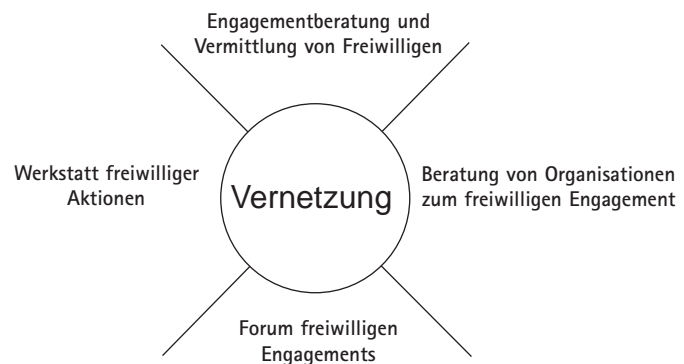 Engagementberatung und
Vermittlung von Freiwilligen
Werkstatt freiwilliger
Aktionen
Vernetzung
Beratung von Organisationen
zum freiwilligen Engagement
Forum freiwilligen
Engagements